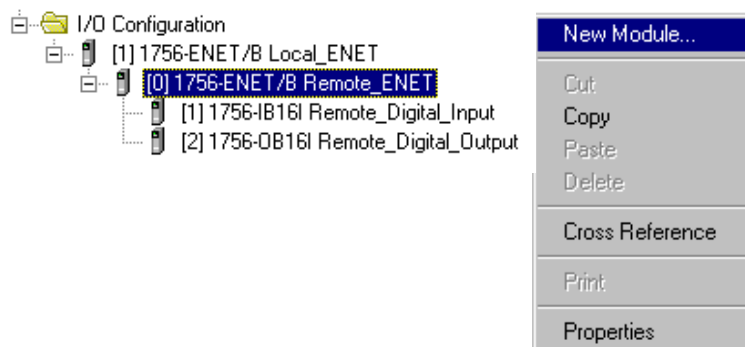 I/O Configuration
[1] 1756-ENET/B Local_ENET
[0] 1756-ENET/B Remote_ENET
[1] 1756-IB16I Remote_Digital_Input
[2] 1756-OB16I Remote_Digital_Output
New Module...
Cut
Copy
Paste
Delete
Cross Reference
Print
Properties